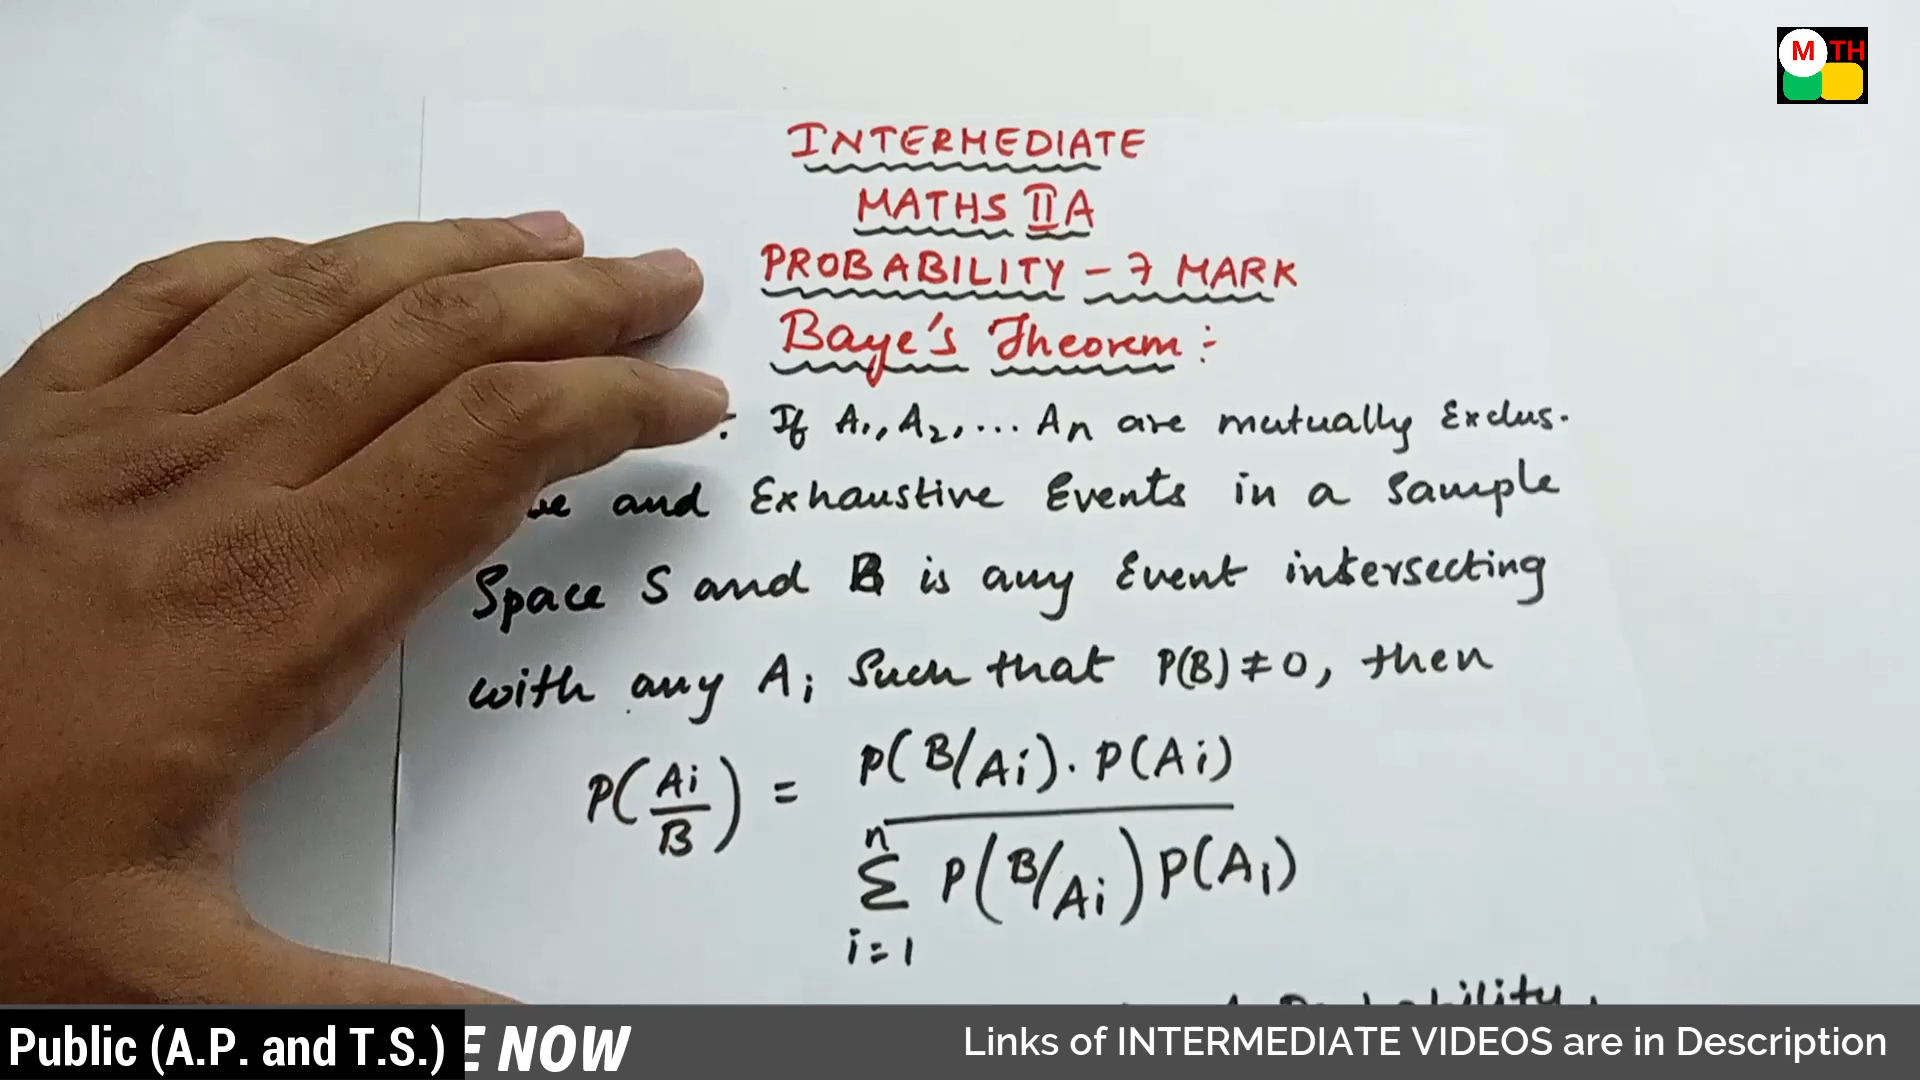 M TH
INTERMEDIATE
MATHS IIA
PROBABILITY - 7 MARK
Baye's Theorem :-
: If A1, A2, ... An are mutually Exclus-
and Exhaustive Events in a Sample
Space S and B is any Event intersecting
with any Ai Such that P(B) ≠ 0, then
P(Ai/B) = P(B/Ai). P(Ai)
n
Σ P(B/Ai) P(Ai)
i=1
Public (A.P. and T.S.) E NOW Links of INTERMEDIATE VIDEOS are in Description